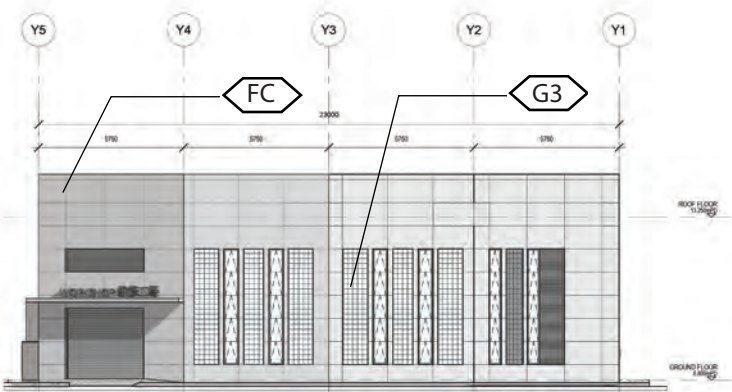 Y5 Y4 Y3 Y2 Y1
FC G3
23000
5750 5750 5750 5750
ROOF FLOOR
GROUND FLOOR